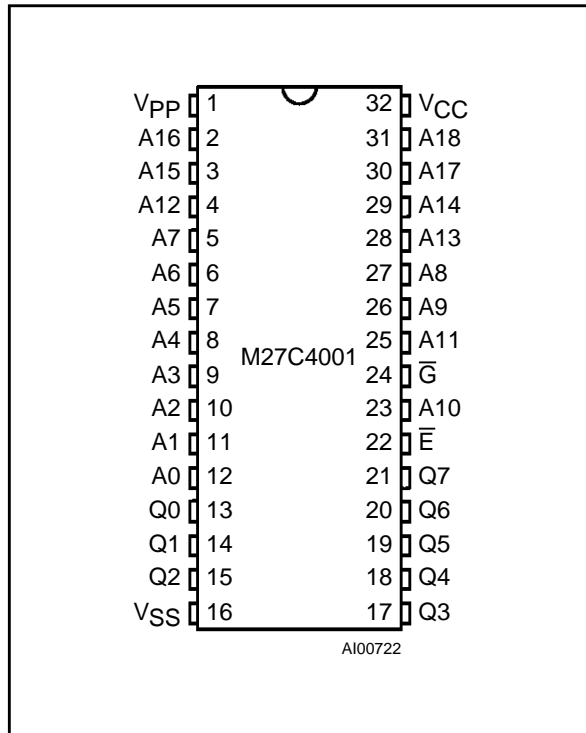 VPP 1 32 VCC
A16 2 31 A18
A15 3 30 A17
A12 4 29 A14
A7 5 28 A13
A6 6 27 A8
A5 7 26 A9
A4 8 25 A11
M27C4001
A3 9 24 G̅
A2 10 23 A10
A1 11 22 E̅
A0 12 21 Q7
Q0 13 20 Q6
Q1 14 19 Q5
Q2 15 18 Q4
VSS 16 17 Q3
AI00722